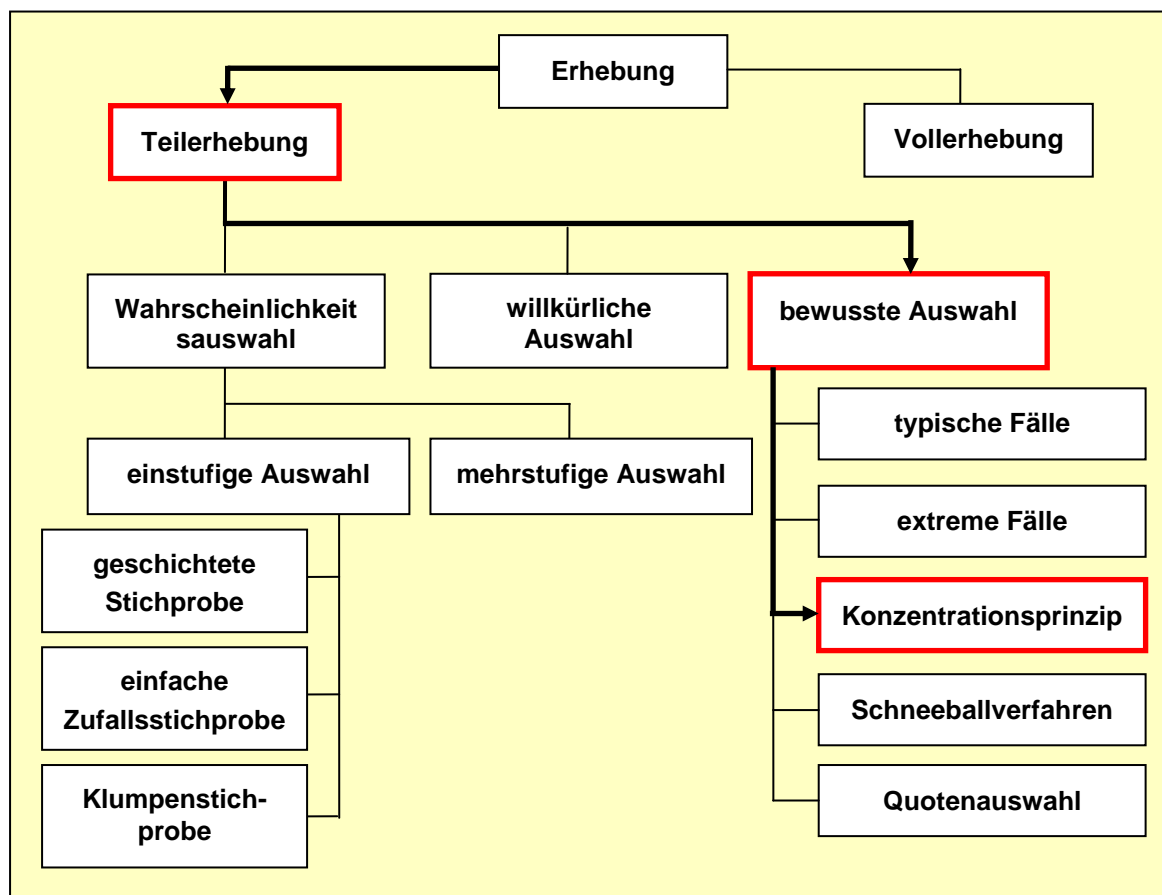 Erhebung
Teilerhebung
Vollerhebung
Wahrscheinlichkeit
sauswahl
willkürliche
Auswahl
bewusste Auswahl
typische Fälle
einstufige Auswahl
mehrstufige Auswahl
extreme Fälle
geschichtete
Stichprobe
Konzentrationsprinzip
einfache
Zufallsstichprobe
Schneeballverfahren
Klumpenstich-
probe
Quotenauswahl